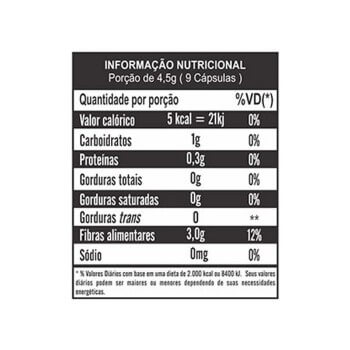 INFORMAÇÃO NUTRICIONAL
Porção de 4,5g ( 9 Cápsulas )
Quantidade por porção %VD(*)
Valor calórico 5 kcal = 21kj 0%
Carboidratos 1g 0%
Proteínas 0,3g 0%
Gorduras totais 0g 0%
Gorduras saturadas 0g 0%
Gorduras trans 0 **
Fibras alimentares 3,0g 12%
Sódio 0mg 0%
* % Valores Diários com base em uma dieta de 2.000 kcal ou 8400 kJ. Seus valores
diários podem ser maiores ou menores dependendo de suas necessidades
energéticas.